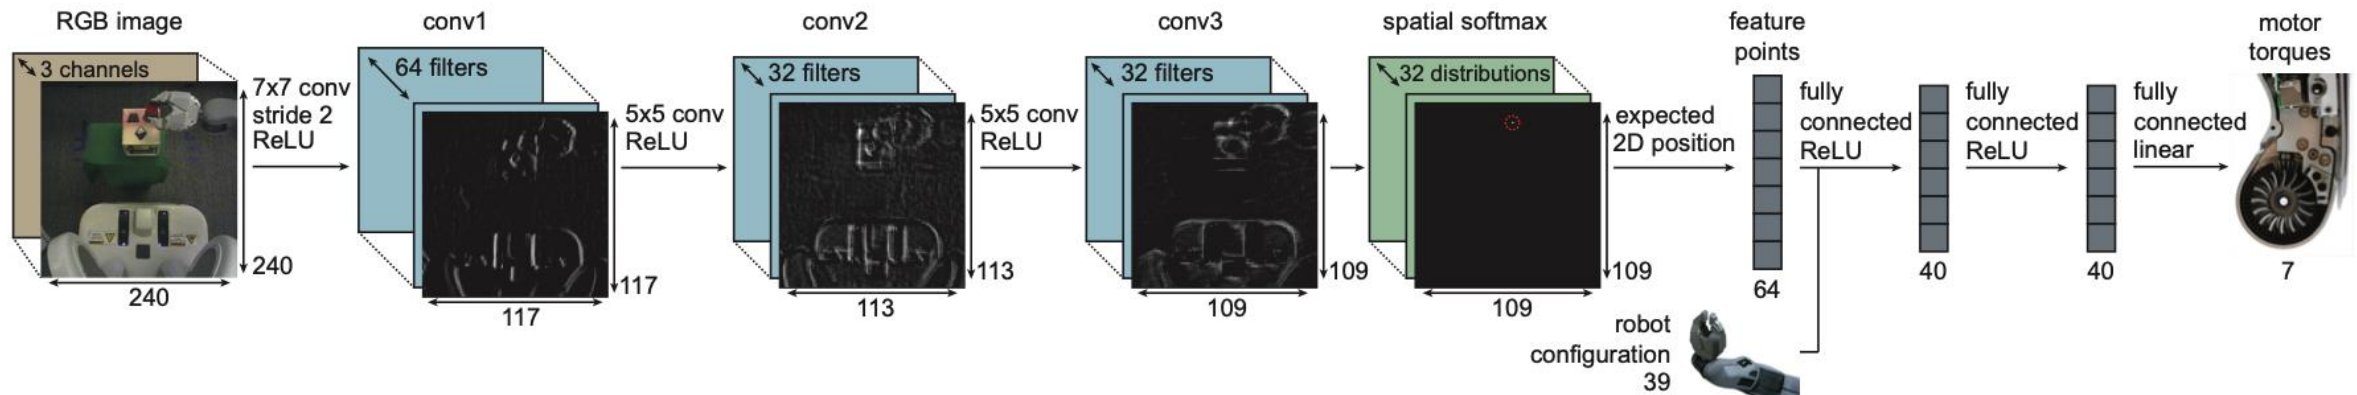 RGB image
3 channels
240
240
7x7 conv
stride 2
ReLU
conv1
64 filters
117
117
5x5 conv
ReLU
conv2
32 filters
113
113
5x5 conv
ReLU
conv3
32 filters
109
109
spatial softmax
32 distributions
109
109
expected
2D position
feature
points
64
robot
configuration
39
fully
connected
ReLU
40
fully
connected
ReLU
40
fully
connected
linear
motor
torques
7